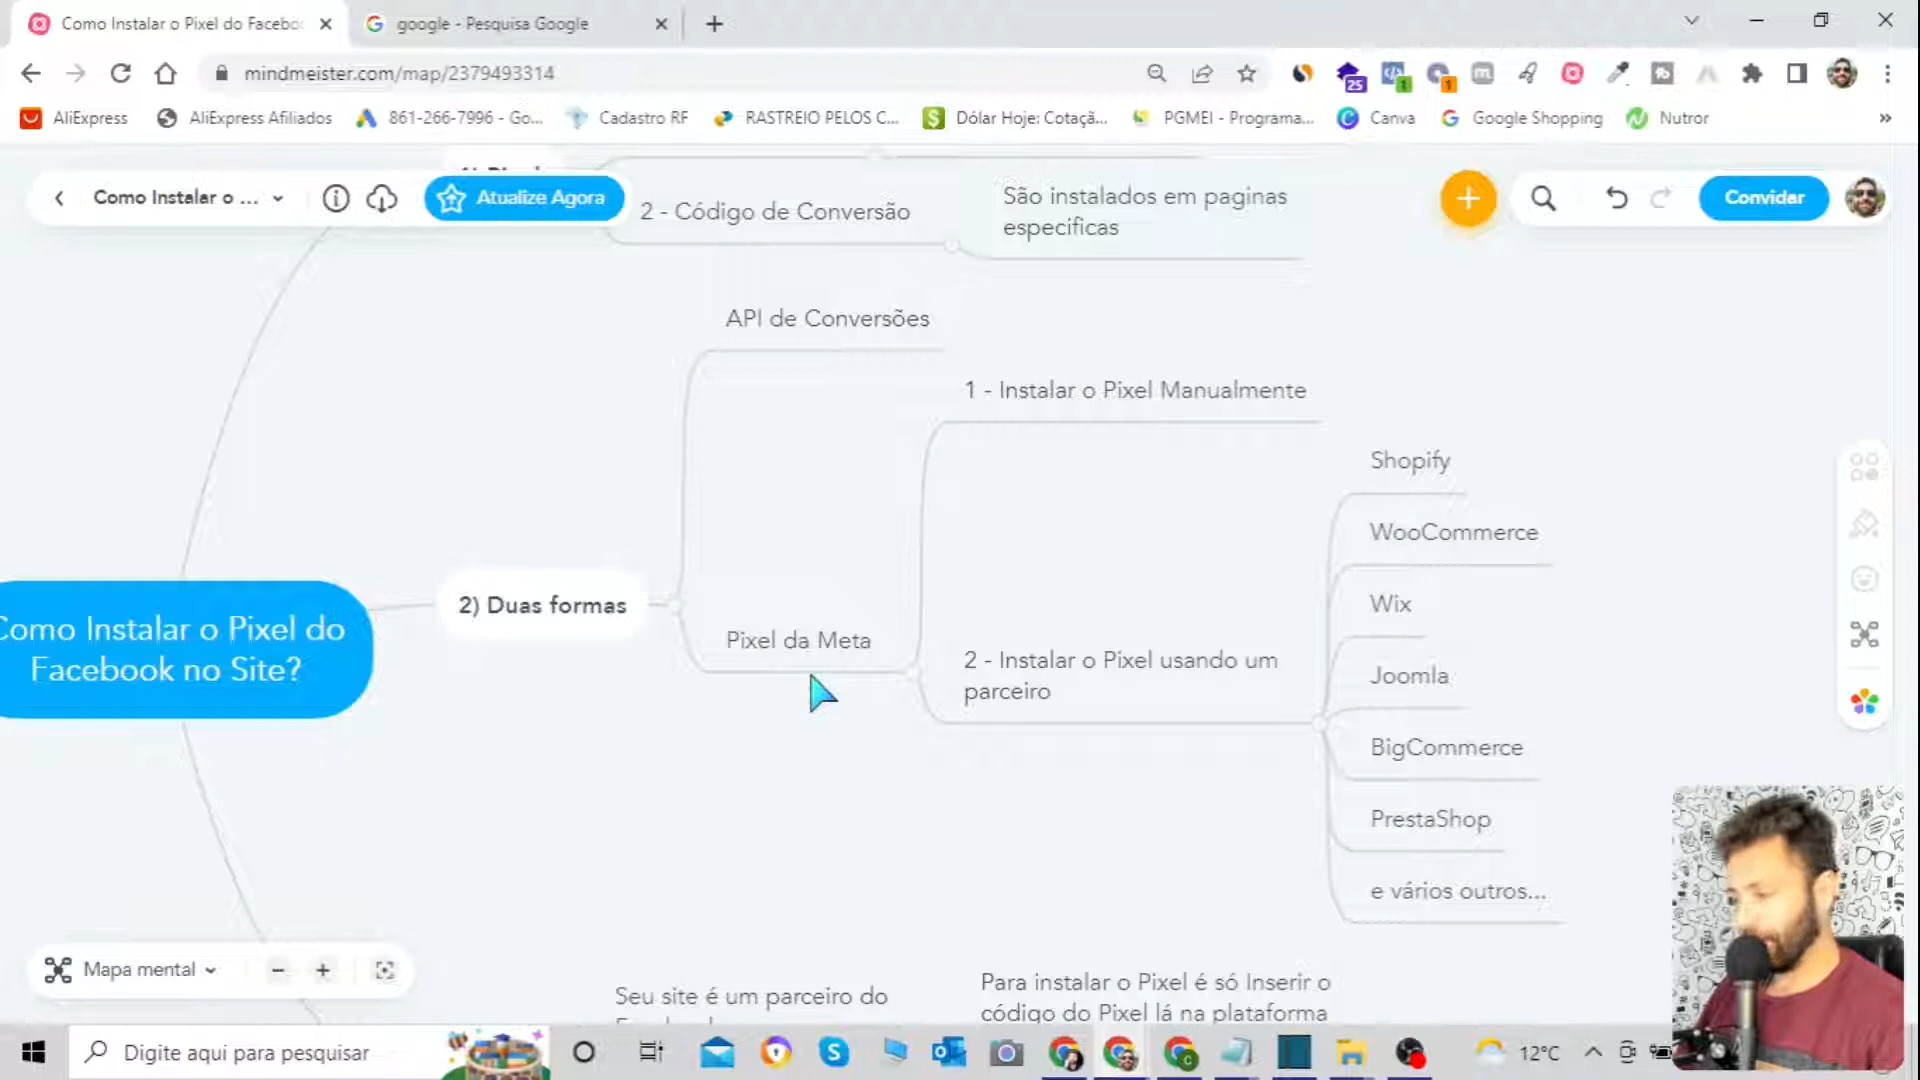 Como Instalar o Pixel do Facebo
google - Pesquisa Google
mindmeister.com/map/2379493314
25
1
1
AliExpress
AliExpress Afiliados
861-266-7996 - Go...
Cadastro RF
RASTREIO PELOS C...
Dólar Hoje: Cotaçã...
PGMEI - Programa...
Canva
Google Shopping
Nutror
»
Como Instalar o ...
Atualize Agora
Convidar
2 - Código de Conversão
São instalados em paginas
especificas
API de Conversões
1 - Instalar o Pixel Manualmente
Shopify
WooCommerce
Wix
2) Duas formas
Como Instalar o Pixel do
Facebook no Site?
Pixel da Meta
2 - Instalar o Pixel usando um
parceiro
Joomla
BigCommerce
PrestaShop
e vários outros...
Mapa mental
Seu site é um parceiro do
Para instalar o Pixel é só Inserir o
código do Pixel lá na plataforma
Digite aqui para pesquisar
12°C